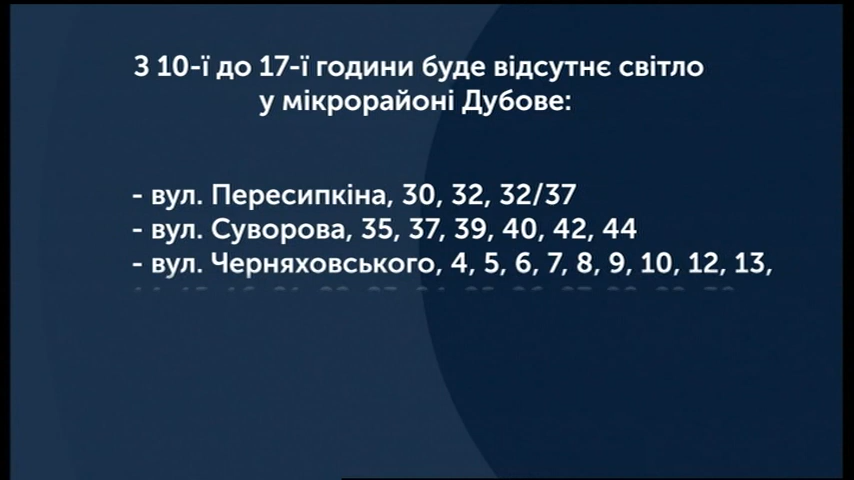 З 10-ї до 17-ї години буде відсутнє світло
у мікрорайоні Дубове:
- вул. Пересипкіна, 30, 32, 32/37
- вул. Суворова, 35, 37, 39, 40, 42, 44
- вул. Черняховського, 4, 5, 6, 7, 8, 9, 10, 12, 13,